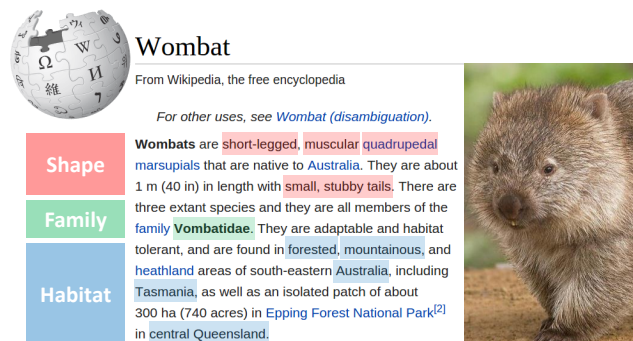 Wombat
From Wikipedia, the free encyclopedia
For other uses, see Wombat (disambiguation).
Shape
Family
Habitat
Wombats are short-legged, muscular quadrupedal
marsupials that are native to Australia. They are about
1 m (40 in) in length with small, stubby tails. There are
three extant species and they are all members of the
family Vombatidae. They are adaptable and habitat
tolerant, and are found in forested, mountainous, and
heathland areas of south-eastern Australia, including
Tasmania, as well as an isolated patch of about
300 ha (740 acres) in Epping Forest National Park[2]
in central Queensland.
Ω
W
И
維